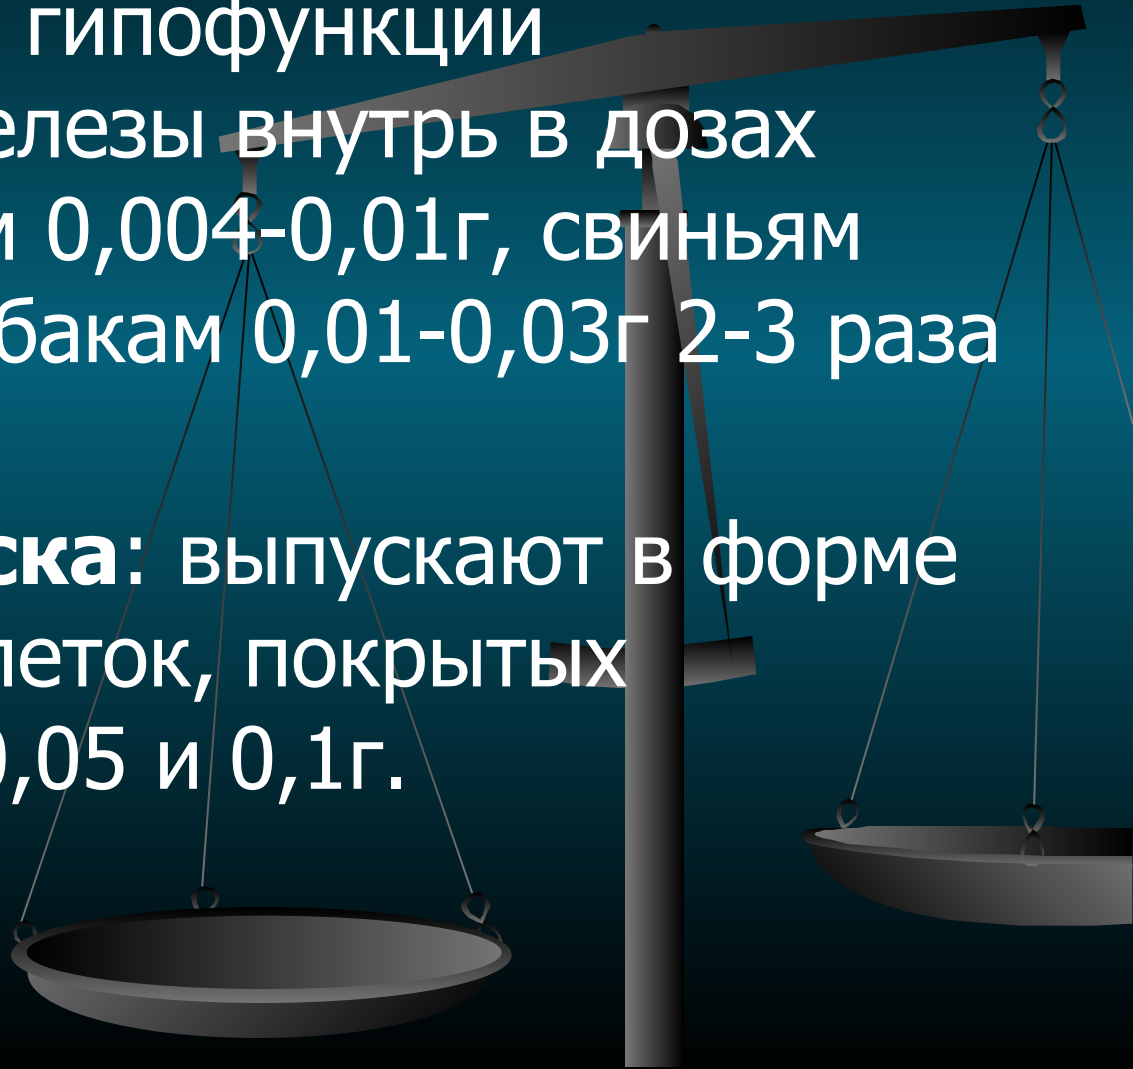 гипофункции
елезы внутрь в дозах
м 0,004-0,01г, свиньям
бакам 0,01-0,03г 2-3 раза
ска: выпускают в форме
леток, покрытых
0,05 и 0,1г.